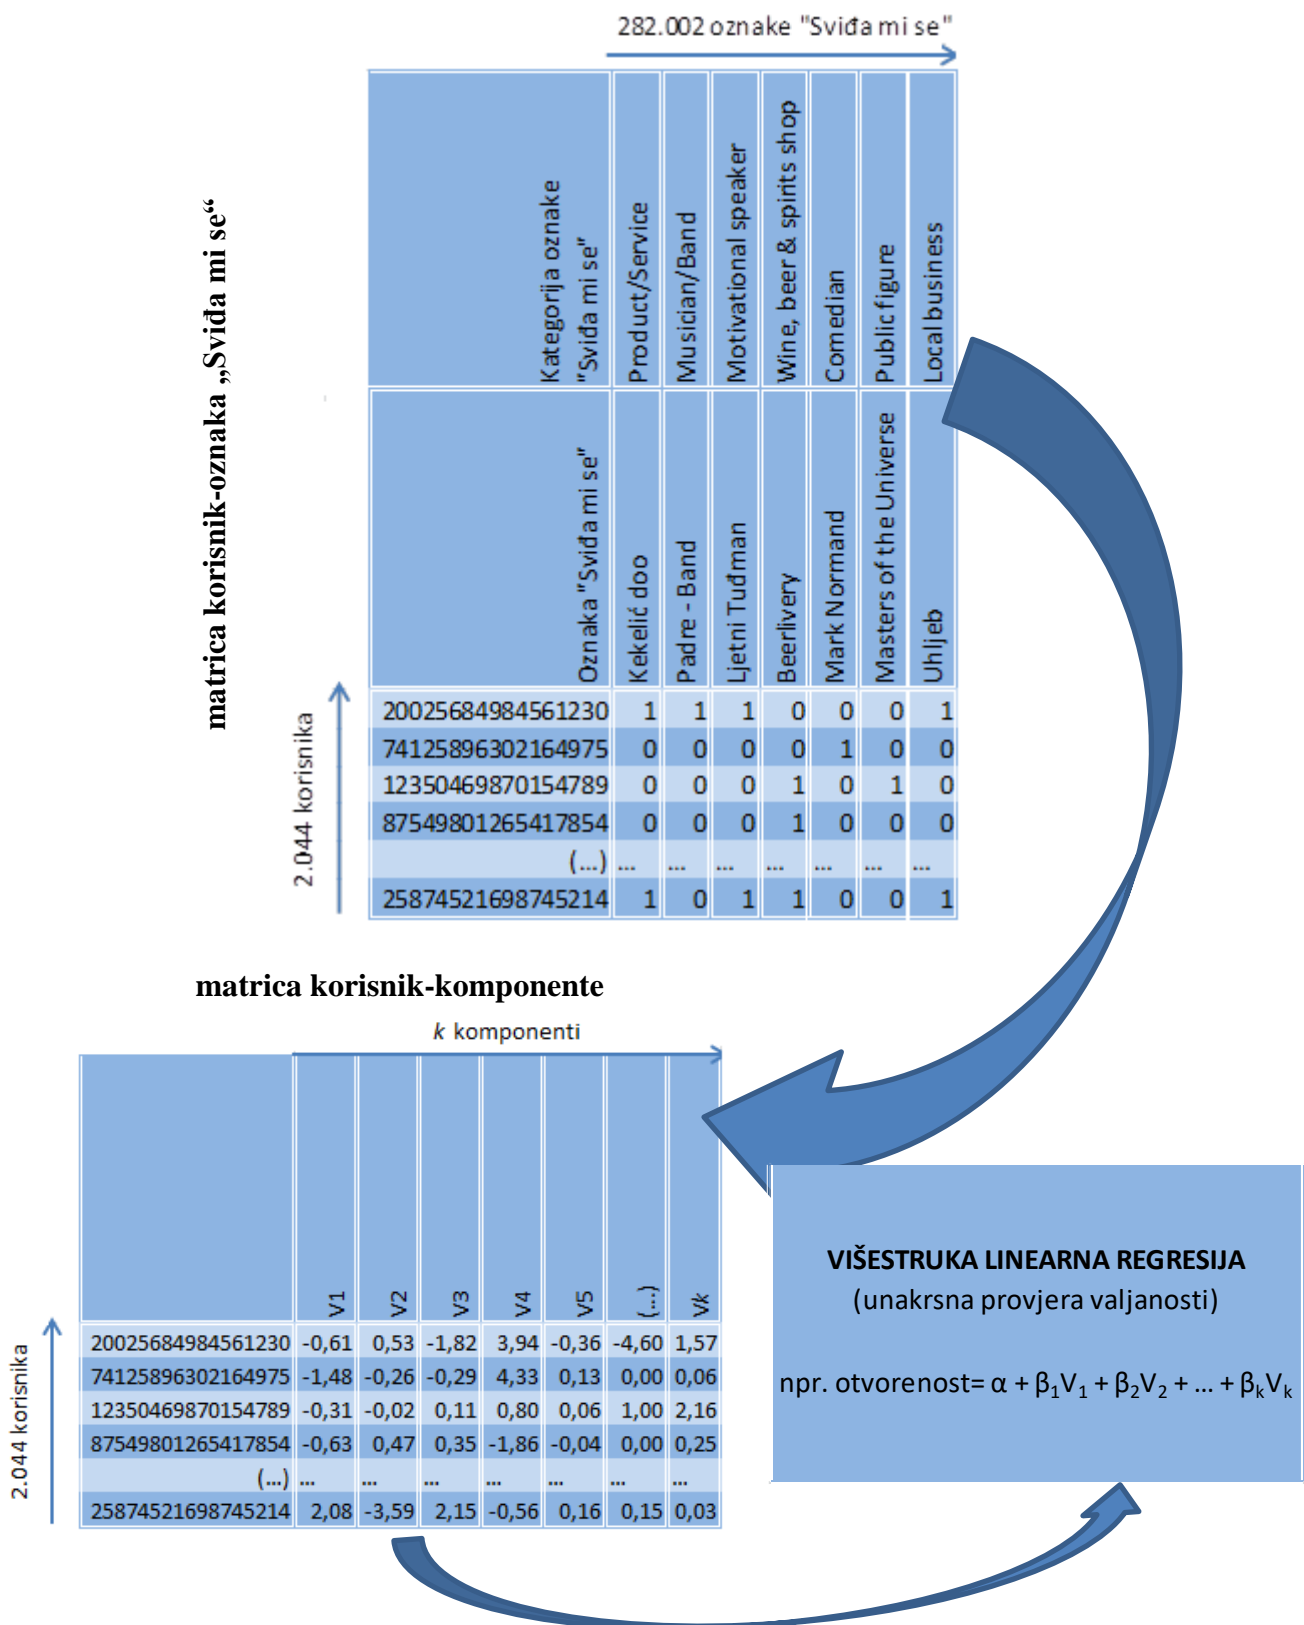 282.002 oznake "Sviđa mi se"
matrica korisnik-oznaka „Sviđa mi se“
Kategorija oznake
"Sviđa mi se"
Product/Service
Musician/Band
Motivational speaker
Wine, beer & spirits shop
Comedian
Public figure
Local business
Oznaka "Sviđa mi se"
Kekelić doo
Padre - Band
Ljetni Tuđman
Beerlivery
Mark Normand
Masters of the Universe
Uhljeb
2.044 korisnika
20025684984561230 1 1 1 0 0 0 1
74125896302164975 0 0 0 0 1 0 0
12350469870154789 0 0 0 1 0 1 0
87549801265417854 0 0 0 1 0 0 0
(...) ... ... ... ... ... ... ...
25874521698745214 1 0 1 1 0 0 1
matrica korisnik-komponente
k komponenti
V1 V2 V3 V4 V5 (...) Vk
2.044 korisnika
20025684984561230 -0,61 0,53 -1,82 3,94 -0,36 -4,60 1,57
74125896302164975 -1,48 -0,26 -0,29 4,33 0,13 0,00 0,06
12350469870154789 -0,31 -0,02 0,11 0,80 0,06 1,00 2,16
87549801265417854 -0,63 0,47 0,35 -1,86 -0,04 0,00 0,25
(...) ... ... ... ... ... ... ...
25874521698745214 2,08 -3,59 2,15 -0,56 0,16 0,15 0,03
VIŠESTRUKA LINEARNA REGRESIJA
(unakrsna provjera valjanosti)
npr. otvorenost= α + β₁V₁ + β₂V₂ + ... + βₖVₖ